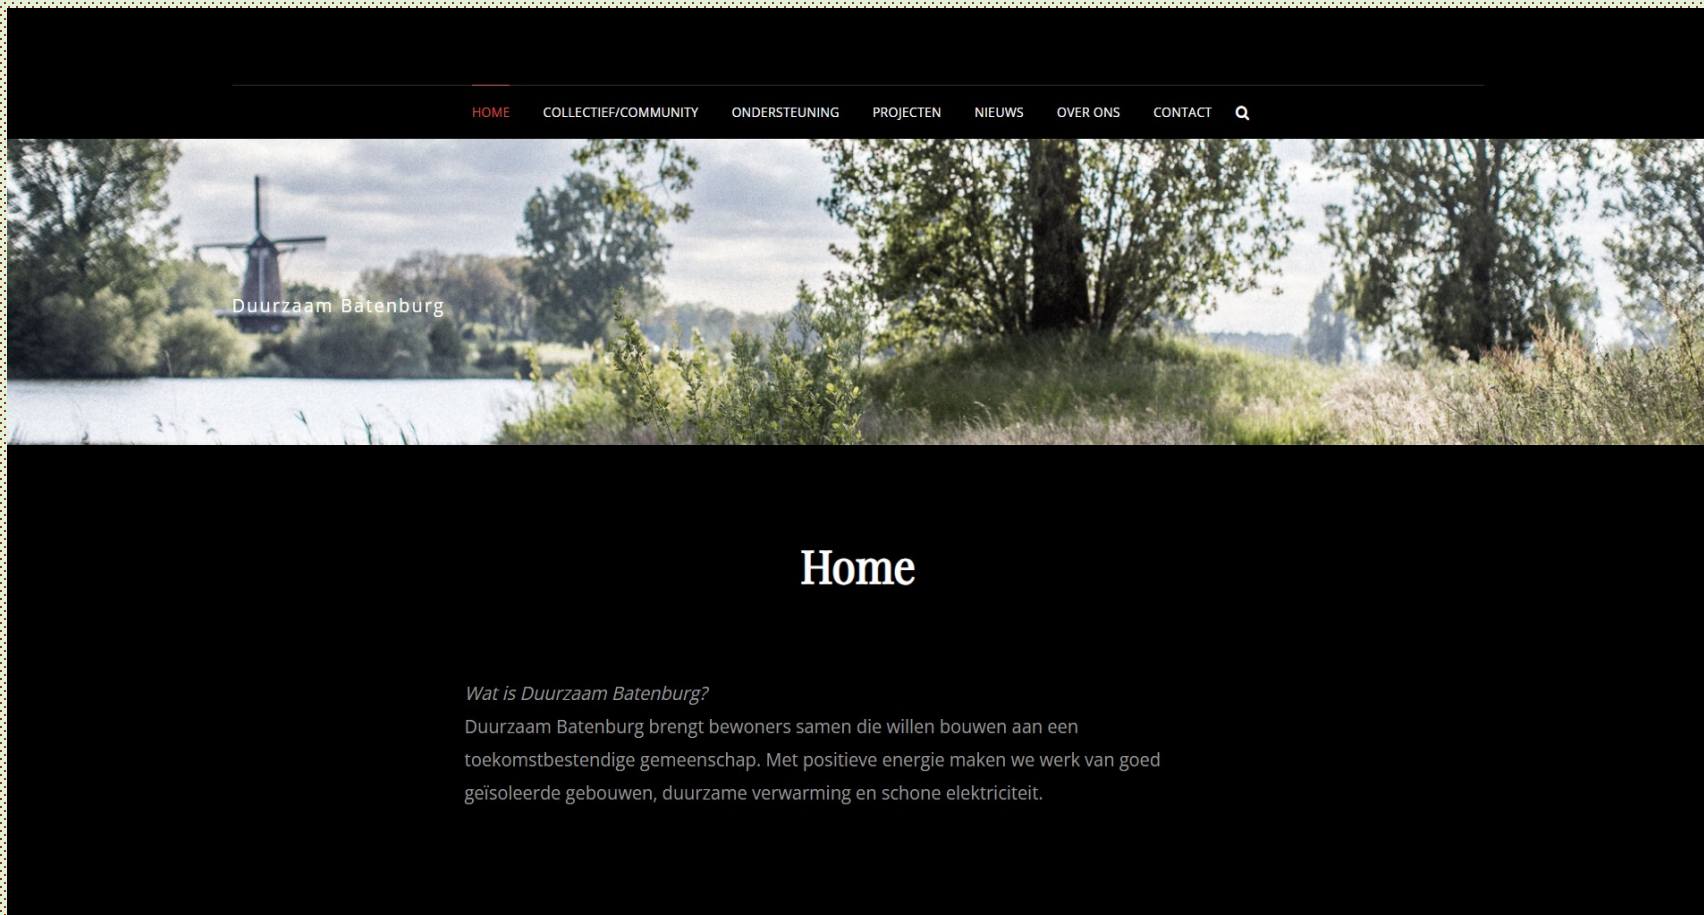 HOME COLLECTIEF/COMMUNITY ONDERSTEUNING PROJECTEN NIEUWS OVER ONS CONTACT
Duurzaam Batenburg
Home
Wat is Duurzaam Batenburg?
Duurzaam Batenburg brengt bewoners samen die willen bouwen aan een
toekomstbestendige gemeenschap. Met positieve energie maken we werk van goed
geïsoleerde gebouwen, duurzame verwarming en schone elektriciteit.